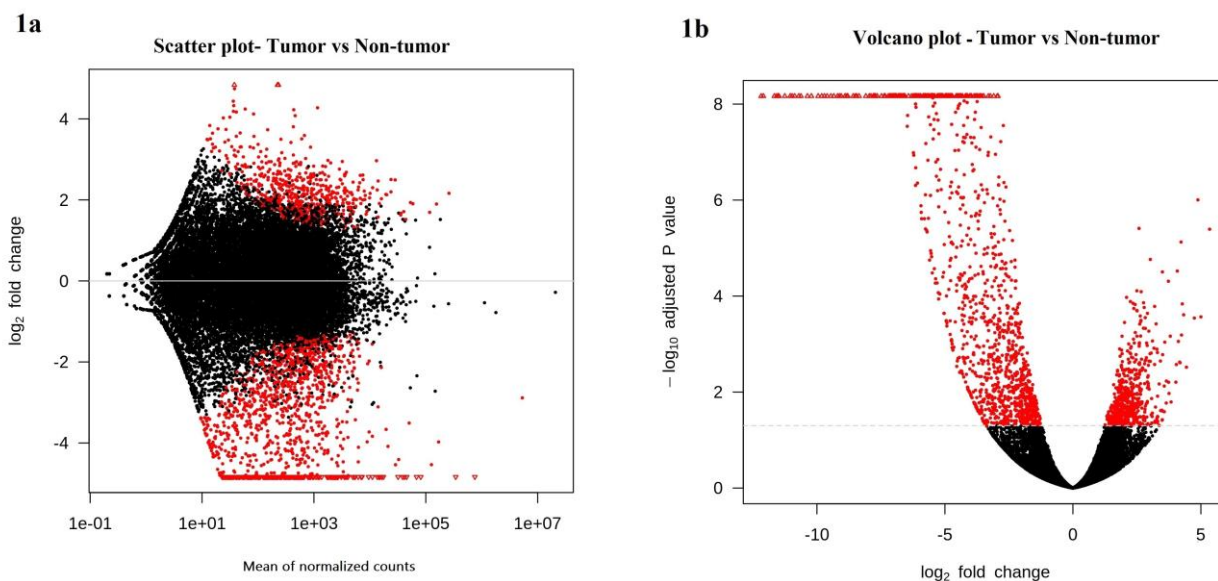 1a
Scatter plot- Tumor vs Non-tumor
log2 fold change
4
2
0
-2
-4
1e-01
1e+01
1e+03
1e+05
1e+07
Mean of normalized counts
1b
Volcano plot - Tumor vs Non-tumor
−log10 adjusted P value
8
6
4
2
0
-10
-5
0
5
log2 fold change